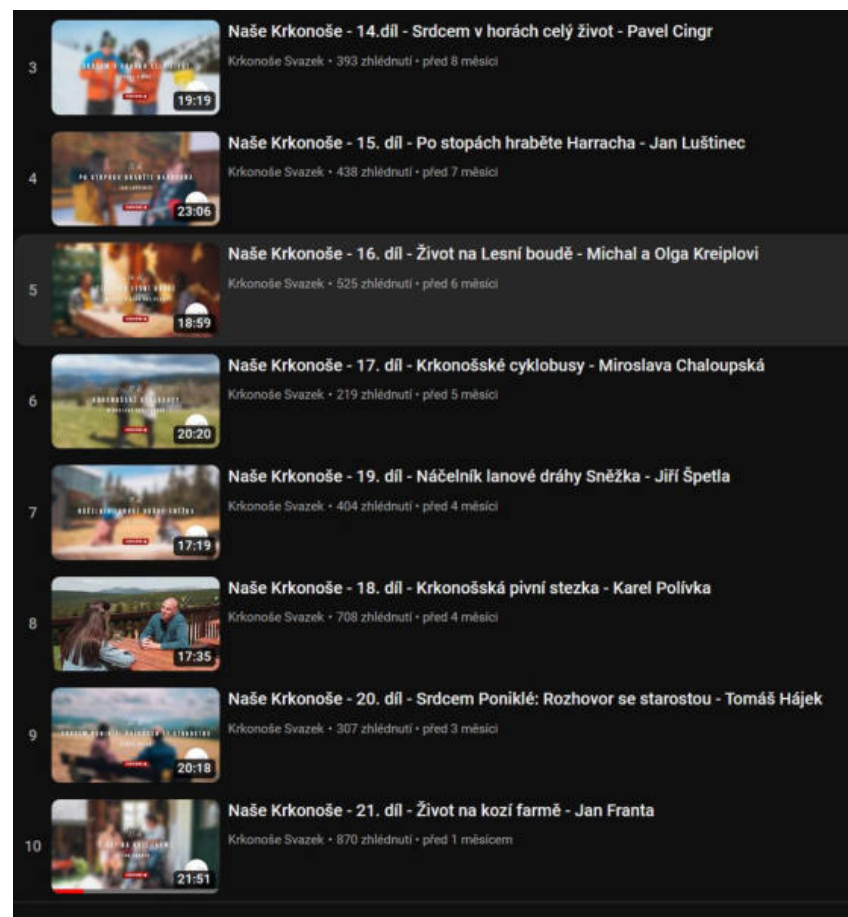 Naše Krkonoše - 14.díl - Srdcem v horách celý život - Pavel Cingr
Krkonoše Svazek • 393 zhlédnutí • před 8 měsíci
3
19:19
Naše Krkonoše - 15. díl - Po stopách hraběte Harracha - Jan Luštinec
Krkonoše Svazek • 438 zhlédnutí • před 7 měsíci
4
PO STOPÁCH HRABĚTE HARRACHA
JAN LUŠTINEC
23:06
Naše Krkonoše - 16. díl - Život na Lesní boudě - Michal a Olga Kreiplovi
Krkonoše Svazek • 525 zhlédnutí • před 6 měsíci
5
18:59
Naše Krkonoše - 17. díl - Krkonošské cyklobusy - Miroslava Chaloupská
Krkonoše Svazek • 219 zhlédnutí • před 5 měsíci
6
20:20
Naše Krkonoše - 19. díl - Náčelník lanové dráhy Sněžka - Jiří Špetla
Krkonoše Svazek • 404 zhlédnutí • před 4 měsíci
7
17:19
Naše Krkonoše - 18. díl - Krkonošská pivní stezka - Karel Polívka
Krkonoše Svazek • 708 zhlédnutí • před 4 měsíci
8
17:35
Naše Krkonoše - 20. díl - Srdcem Poniklé: Rozhovor se starostou - Tomáš Hájek
Krkonoše Svazek • 307 zhlédnutí • před 3 měsíci
9
20:18
Naše Krkonoše - 21. díl - Život na kozí farmě - Jan Franta
Krkonoše Svazek • 870 zhlédnutí • před 1 měsícem
10
21:51